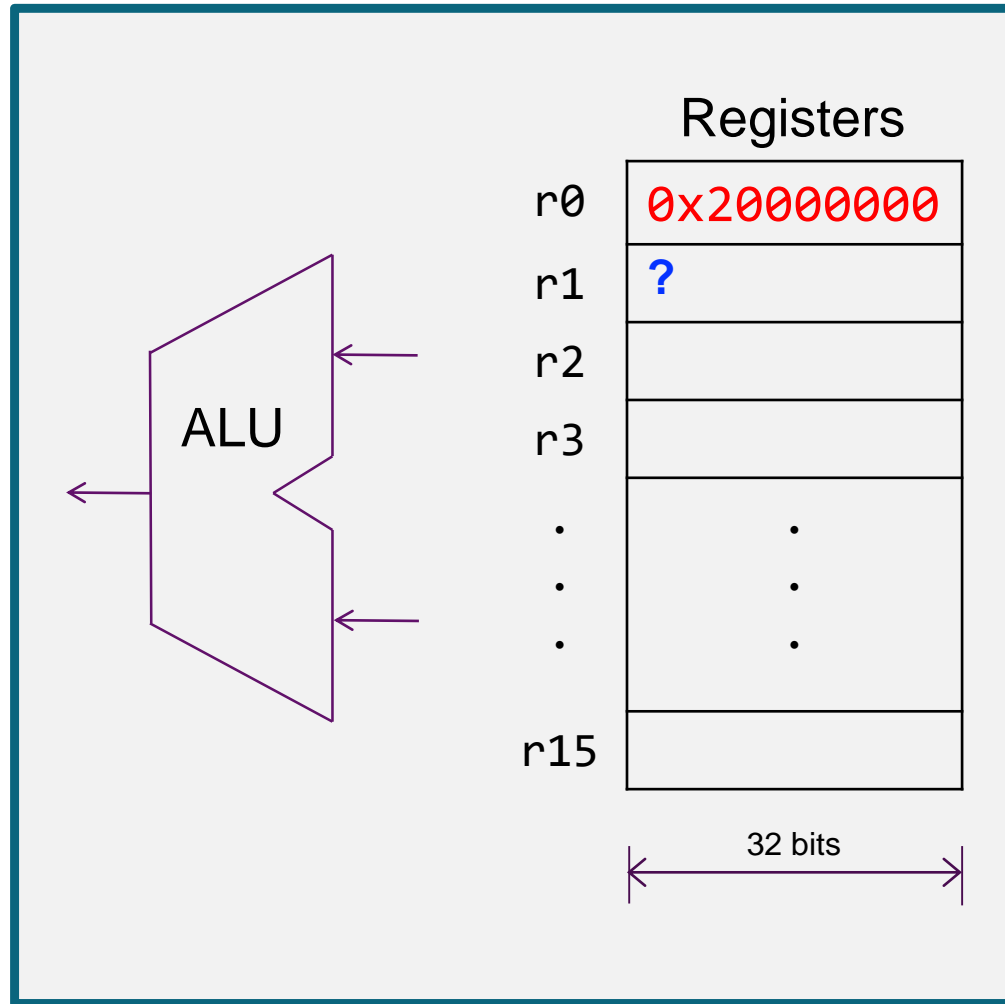 Registers
r0 0x20000000
r1 ?
r2
ALU
r3
. .
. .
. .
r15
32 bits